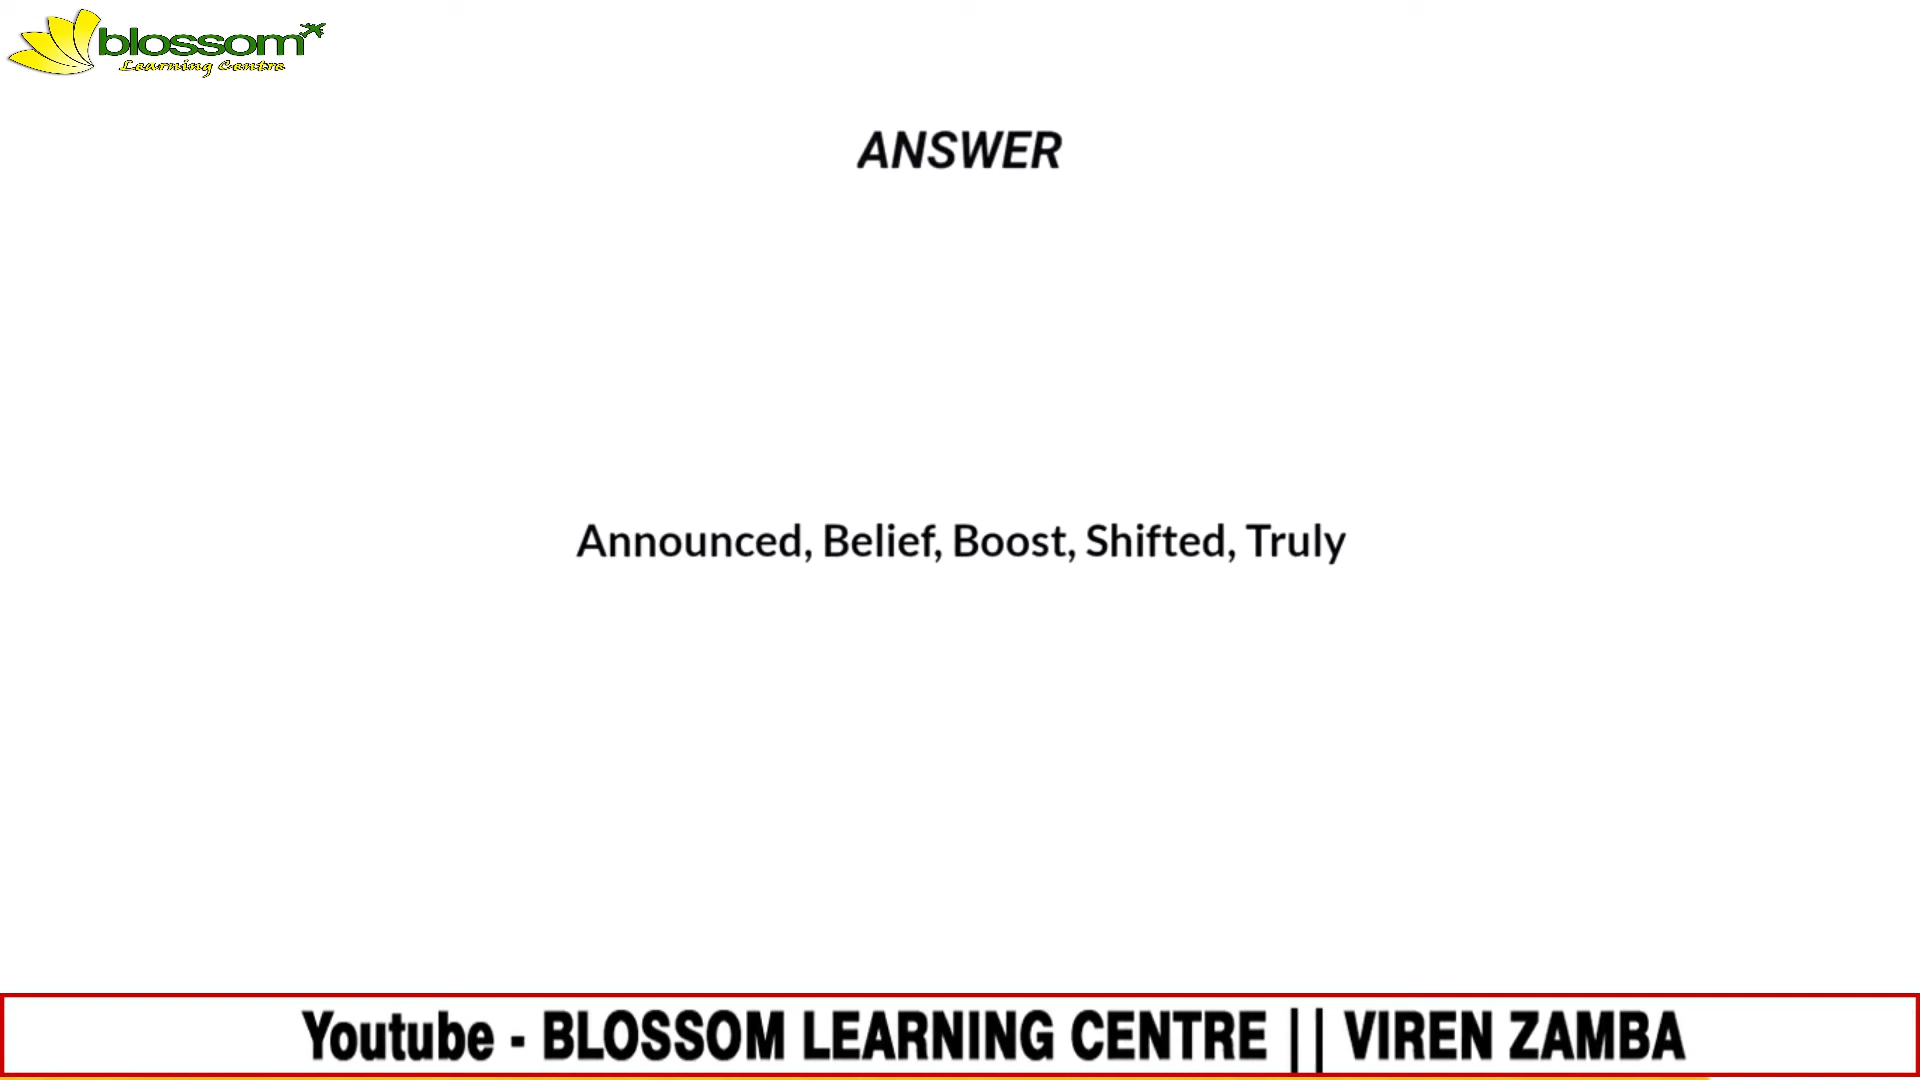 blossom
Learning Centre
ANSWER
Announced, Belief, Boost, Shifted, Truly
Youtube - BLOSSOM LEARNING CENTRE || VIREN ZAMBA